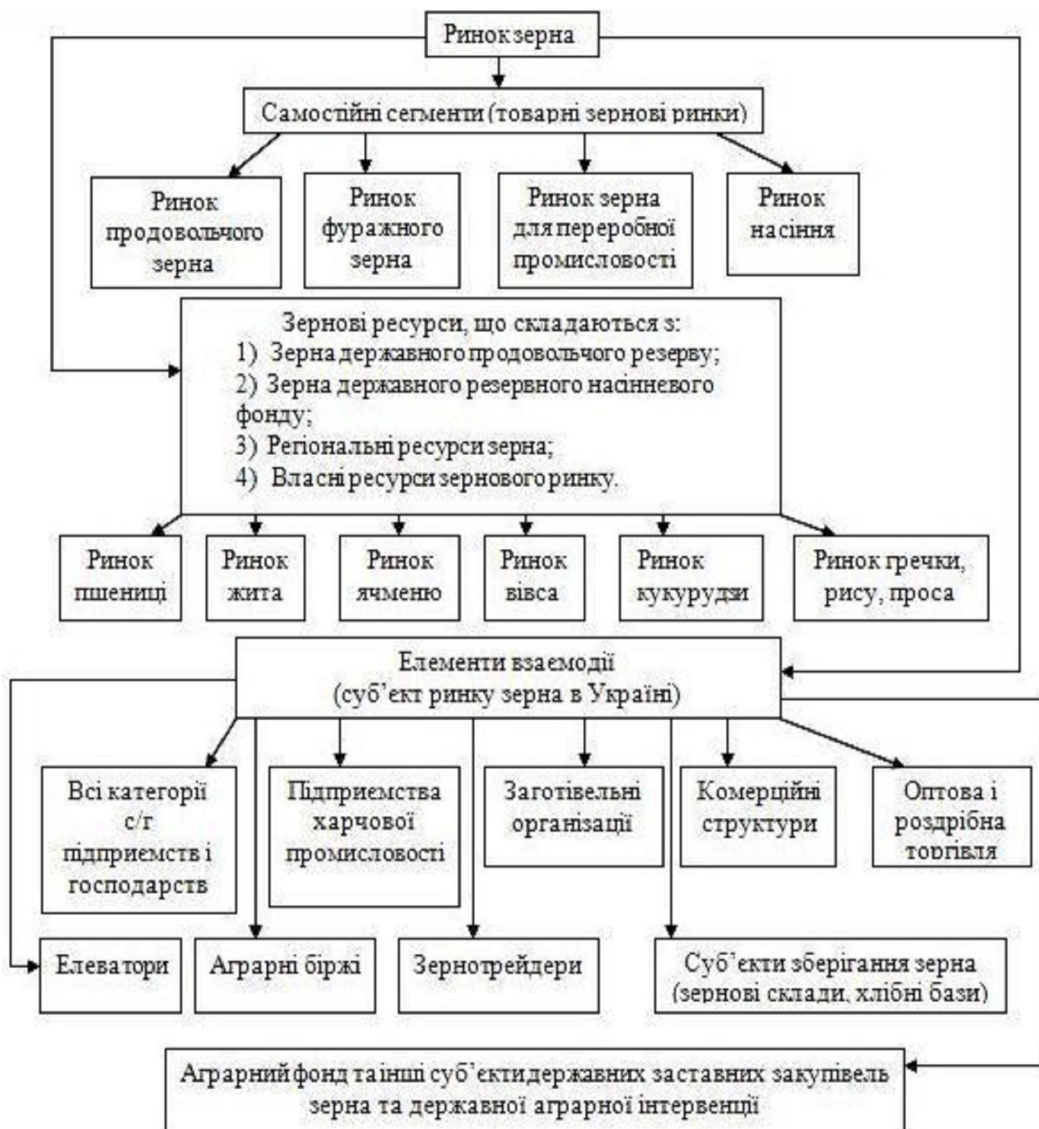 Ринок зерна
Самостійні сегменти (товарні зернові ринки)
Ринок
продовольчого
зерна
Ринок
фуражного
зерна
Ринок зерна
для переробної
промисловості
Ринок
насіння
Зернові ресурси, що складаються з:
1) Зерна державного продовольчого резерву;
2) Зерна державного резервного насінневого
фонду;
3) Регіональні ресурси зерна;
4) Власні ресурси зернового ринку.
Ринок
пшениці
Ринок
жита
Ринок
ячменю
Ринок
вівса
Ринок
кукурудзи
Ринок гречки,
рису, проса
Елементи взаємодії
(суб’єкт ринку зерна в Україні)
Всі категорії
с/г
підприємств і
господарств
Підприємства
харчової
промисловості
Заготівельні
організації
Комерційні
структури
Оптова і
роздрібна
торгівля
Елеватори
Аграрні біржі
Зернотрейдери
Суб’єкти зберігання зерна
(зернові склади, хлібні бази)
Аграрний фонд та інші суб’єкти державних заставних закупівель
зерна та державної аграрної інтервенції